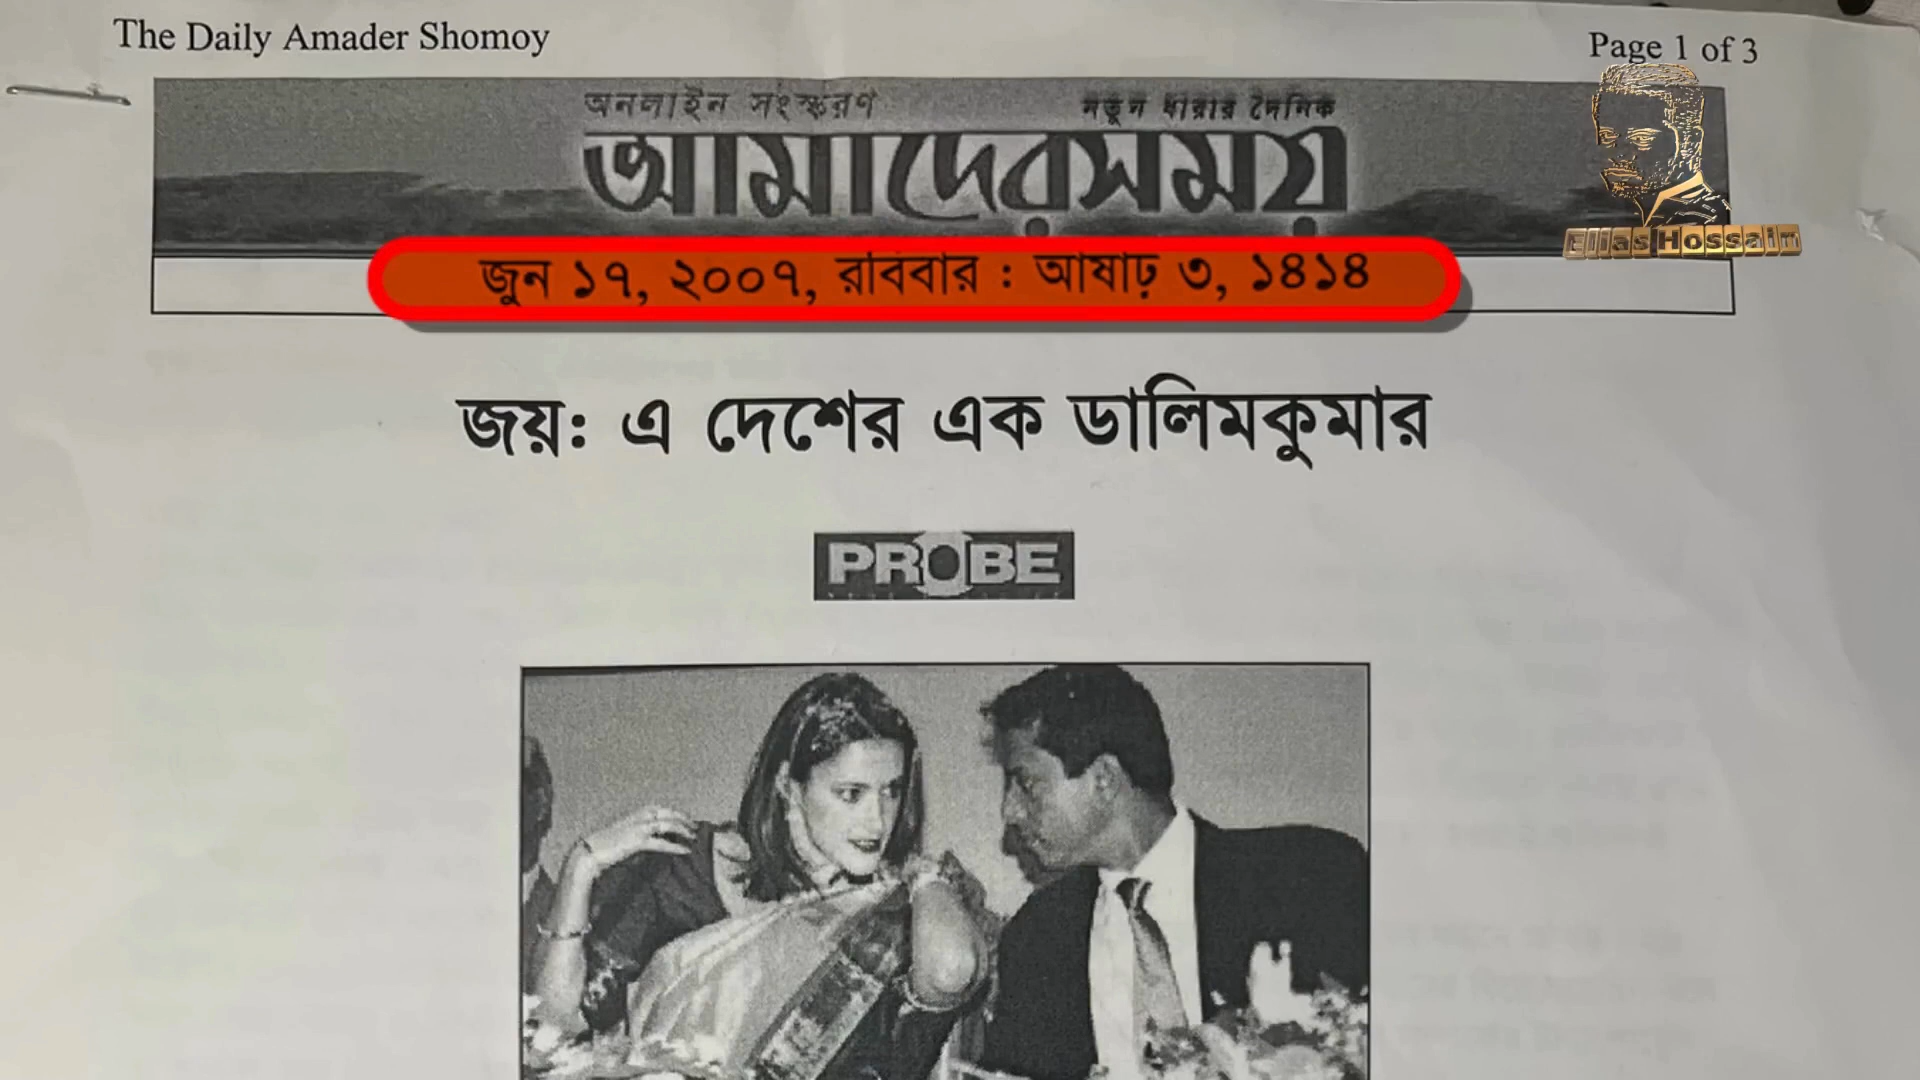 The Daily Amader Shomoy
Page 1 of 3
অনলাইন সংস্করণ
নতুন ধারার দৈনিক
আমাদেরসময়
Elias Hossain
জুন ১৭, ২০০৭, রবিবার : আষাঢ় ৩, ১৪১৪
জয়: এ দেশের এক ডালিমকুমার
PROBE